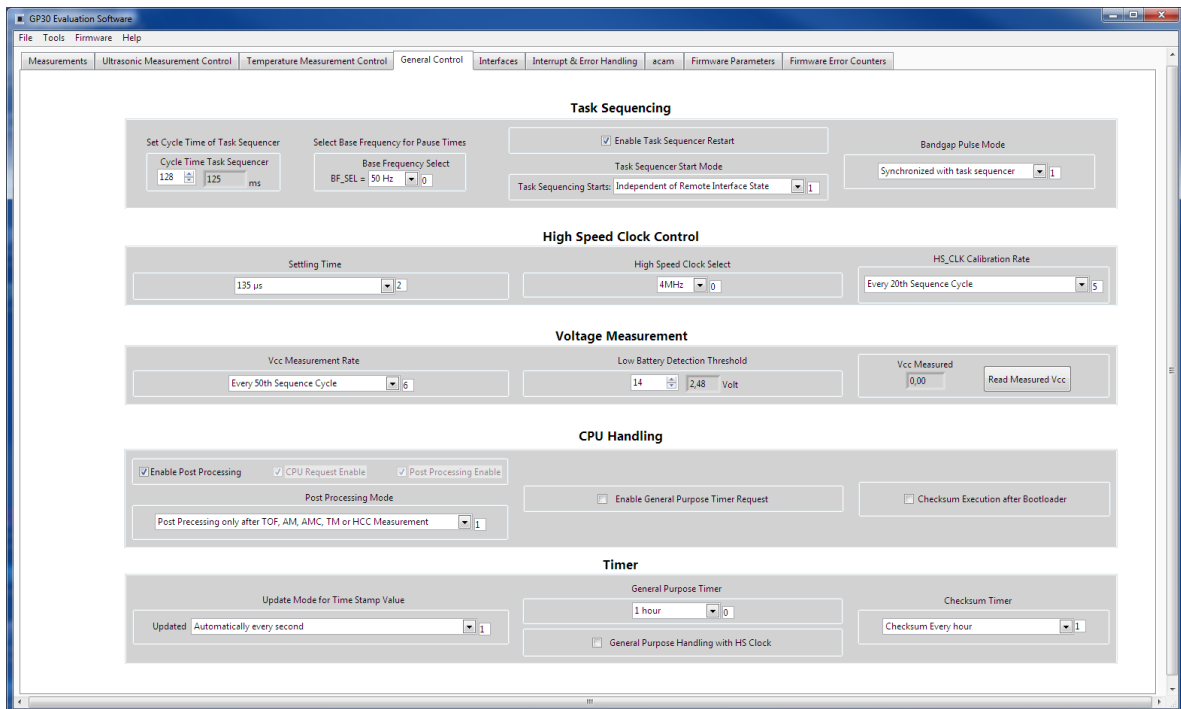 GP30 Evaluation Software
File Tools Firmware Help
Measurements Ultrasonic Measurement Control Temperature Measurement Control General Control Interfaces Interrupt & Error Handling acam Firmware Parameters Firmware Error Counters
Task Sequencing
Set Cycle Time of Task Sequencer
Cycle Time Task Sequencer
128 125 ms
Select Base Frequency for Pause Times
Base Frequency Select
BF_SEL = 50 Hz 0
Enable Task Sequencer Restart
Task Sequencer Start Mode
Task Sequencing Starts: Independent of Remote Interface State 1
Bandgap Pulse Mode
Synchronized with task sequencer 1
High Speed Clock Control
Settling Time
135 µs 2
High Speed Clock Select
4MHz 0
HS_CLK Calibration Rate
Every 20th Sequence Cycle 5
Voltage Measurement
Vcc Measurement Rate
Every 50th Sequence Cycle 6
Low Battery Detection Threshold
14 2,48 Volt
Vcc Measured
0,00 Read Measured Vcc
CPU Handling
Enable Post Processing CPU Request Enable Post Processing Enable
Post Processing Mode
Post Precessing only after TOF, AM, AMC, TM or HCC Measurement 1
Enable General Purpose Timer Request
Checksum Execution after Bootloader
Timer
Update Mode for Time Stamp Value
Updated Automatically every second 1
General Purpose Timer
1 hour 0
General Purpose Handling with HS Clock
Checksum Timer
Checksum Every hour 1